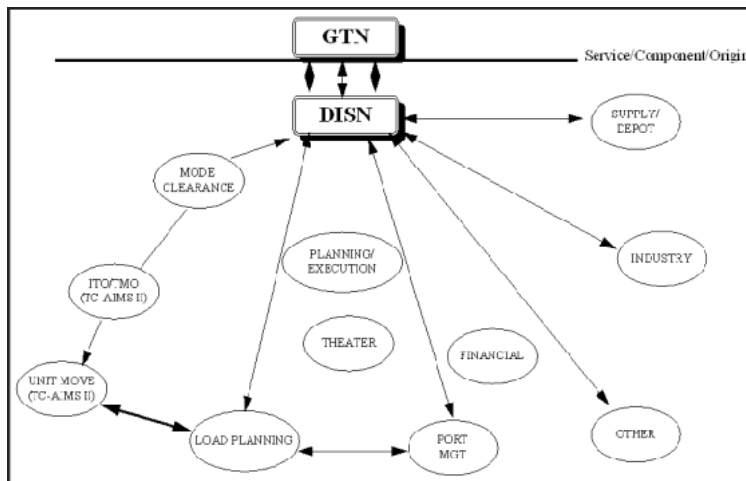 GTN
Service/Component/Origin
DISN
SUPPLY/
DEPOT
MODE
CLEARANCE
PLANNING/
EXECUTION
INDUSTRY
ITO/TMO
(TC-AIMS II)
THEATER
FINANCIAL
UNIT MOVE
(TC-AIMS II)
LOAD PLANNING
PORT
MGT
OTHER